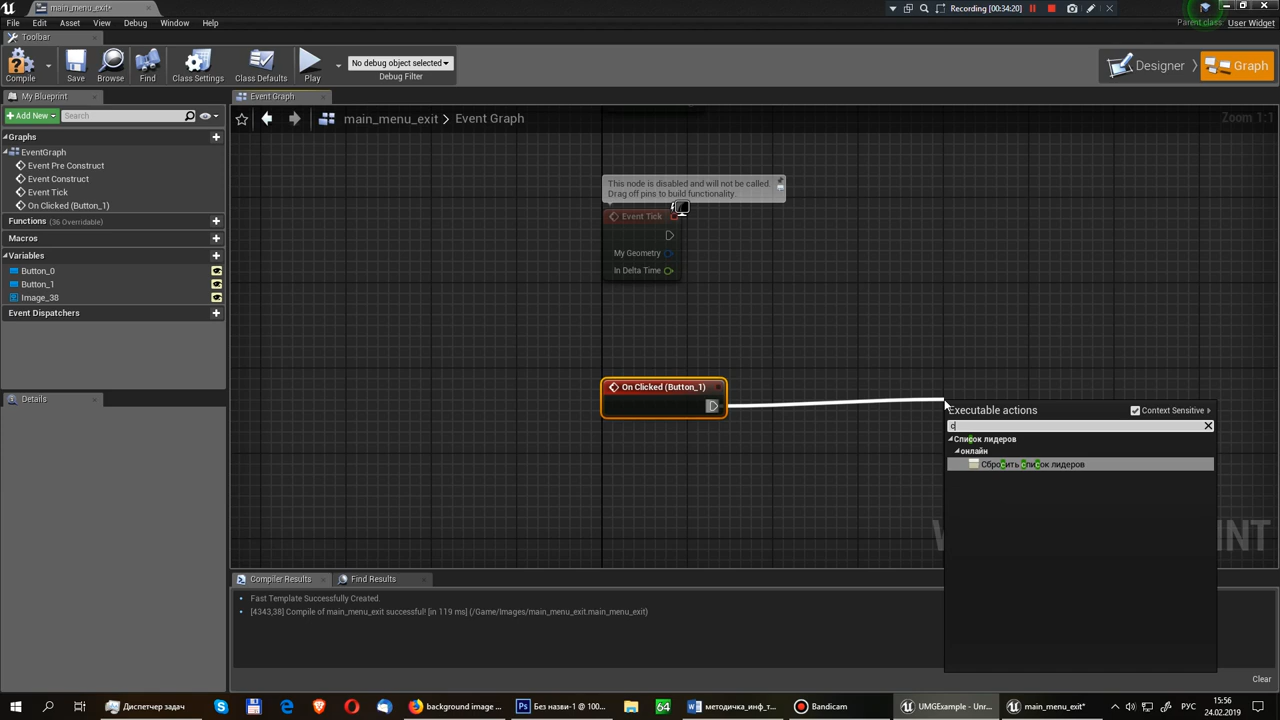 main_menu_exit*
Recording [00:34:20]
File Edit Asset View Debug Window Help
Parent class: User Widget
Toolbar
Compile Save Browse Find Class Settings Class Defaults Play
No debug object selected
Debug Filter
Designer Graph
My Blueprint
Event Graph
Add New Search
main_menu_exit > Event Graph
Zoom 1:1
Graphs
EventGraph
Event Pre Construct
Event Construct
Event Tick
On Clicked (Button_1)
Functions (36 Overridable)
Macros
Variables
Button_0
Button_1
Image_38
Event Dispatchers
Details
This node is disabled and will not be called.
Drag off pins to build functionality.
Event Tick
My Geometry
In Delta Time
On Clicked (Button_1)
Executable actions
Context Sensitive
с
Список лидеров
онлайн
Сбросить список лидеров
Compiler Results Find Results
Fast Template Successfully Created.
[4343,38] Compile of main_menu_exit successful! [in 119 ms] (/Game/Images/main_menu_exit.main_menu_exit)
Clear
Диспетчер задач
background image ...
Без назви-1 @ 100...
64
методичка_инф_т...
Bandicam
UMGExample - Unr...
main_menu_exit*
РУС
15:56
24.02.2019